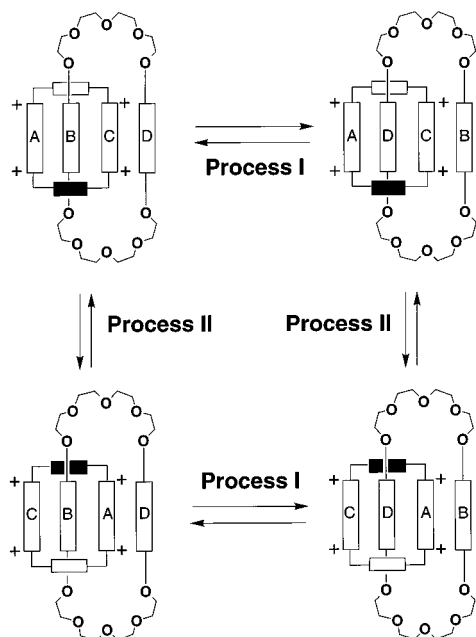 O O O O O
O O O O O
+ + + +
A B C D
A D C B
+ + + +
Process I
O O O O O
O O O O O
Process II
Process II
O O O O O
O O O O O
Process I
+ + + +
C B A D
C D A B
+ + + +
O O O O O
O O O O O